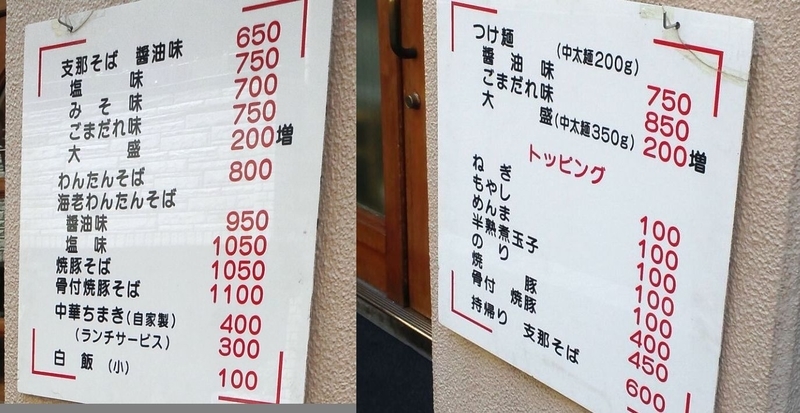 支那そば 醤油味 650
塩 味 750
み そ 味 700
ごまだれ味 750
大 盛 200増
わんたんそば 800
海老わんたんそば
醤油味 950
塩 味 1050
焼豚そば 1050
骨付焼豚そば 1100
中華ちまき(自家製) 400
(ランチサービス) 300
白 飯 (小) 100
つけ麺 (中太麺200g)
醤 油 味 750
ごまだれ味 850
大 盛(中太麺350g) 200増
トッピング
ね ぎ 100
もやし 100
めんま 100
半熟煮玉子 100
の り 100
焼 豚 400
骨付 焼豚 450
持帰り 支那そば 600